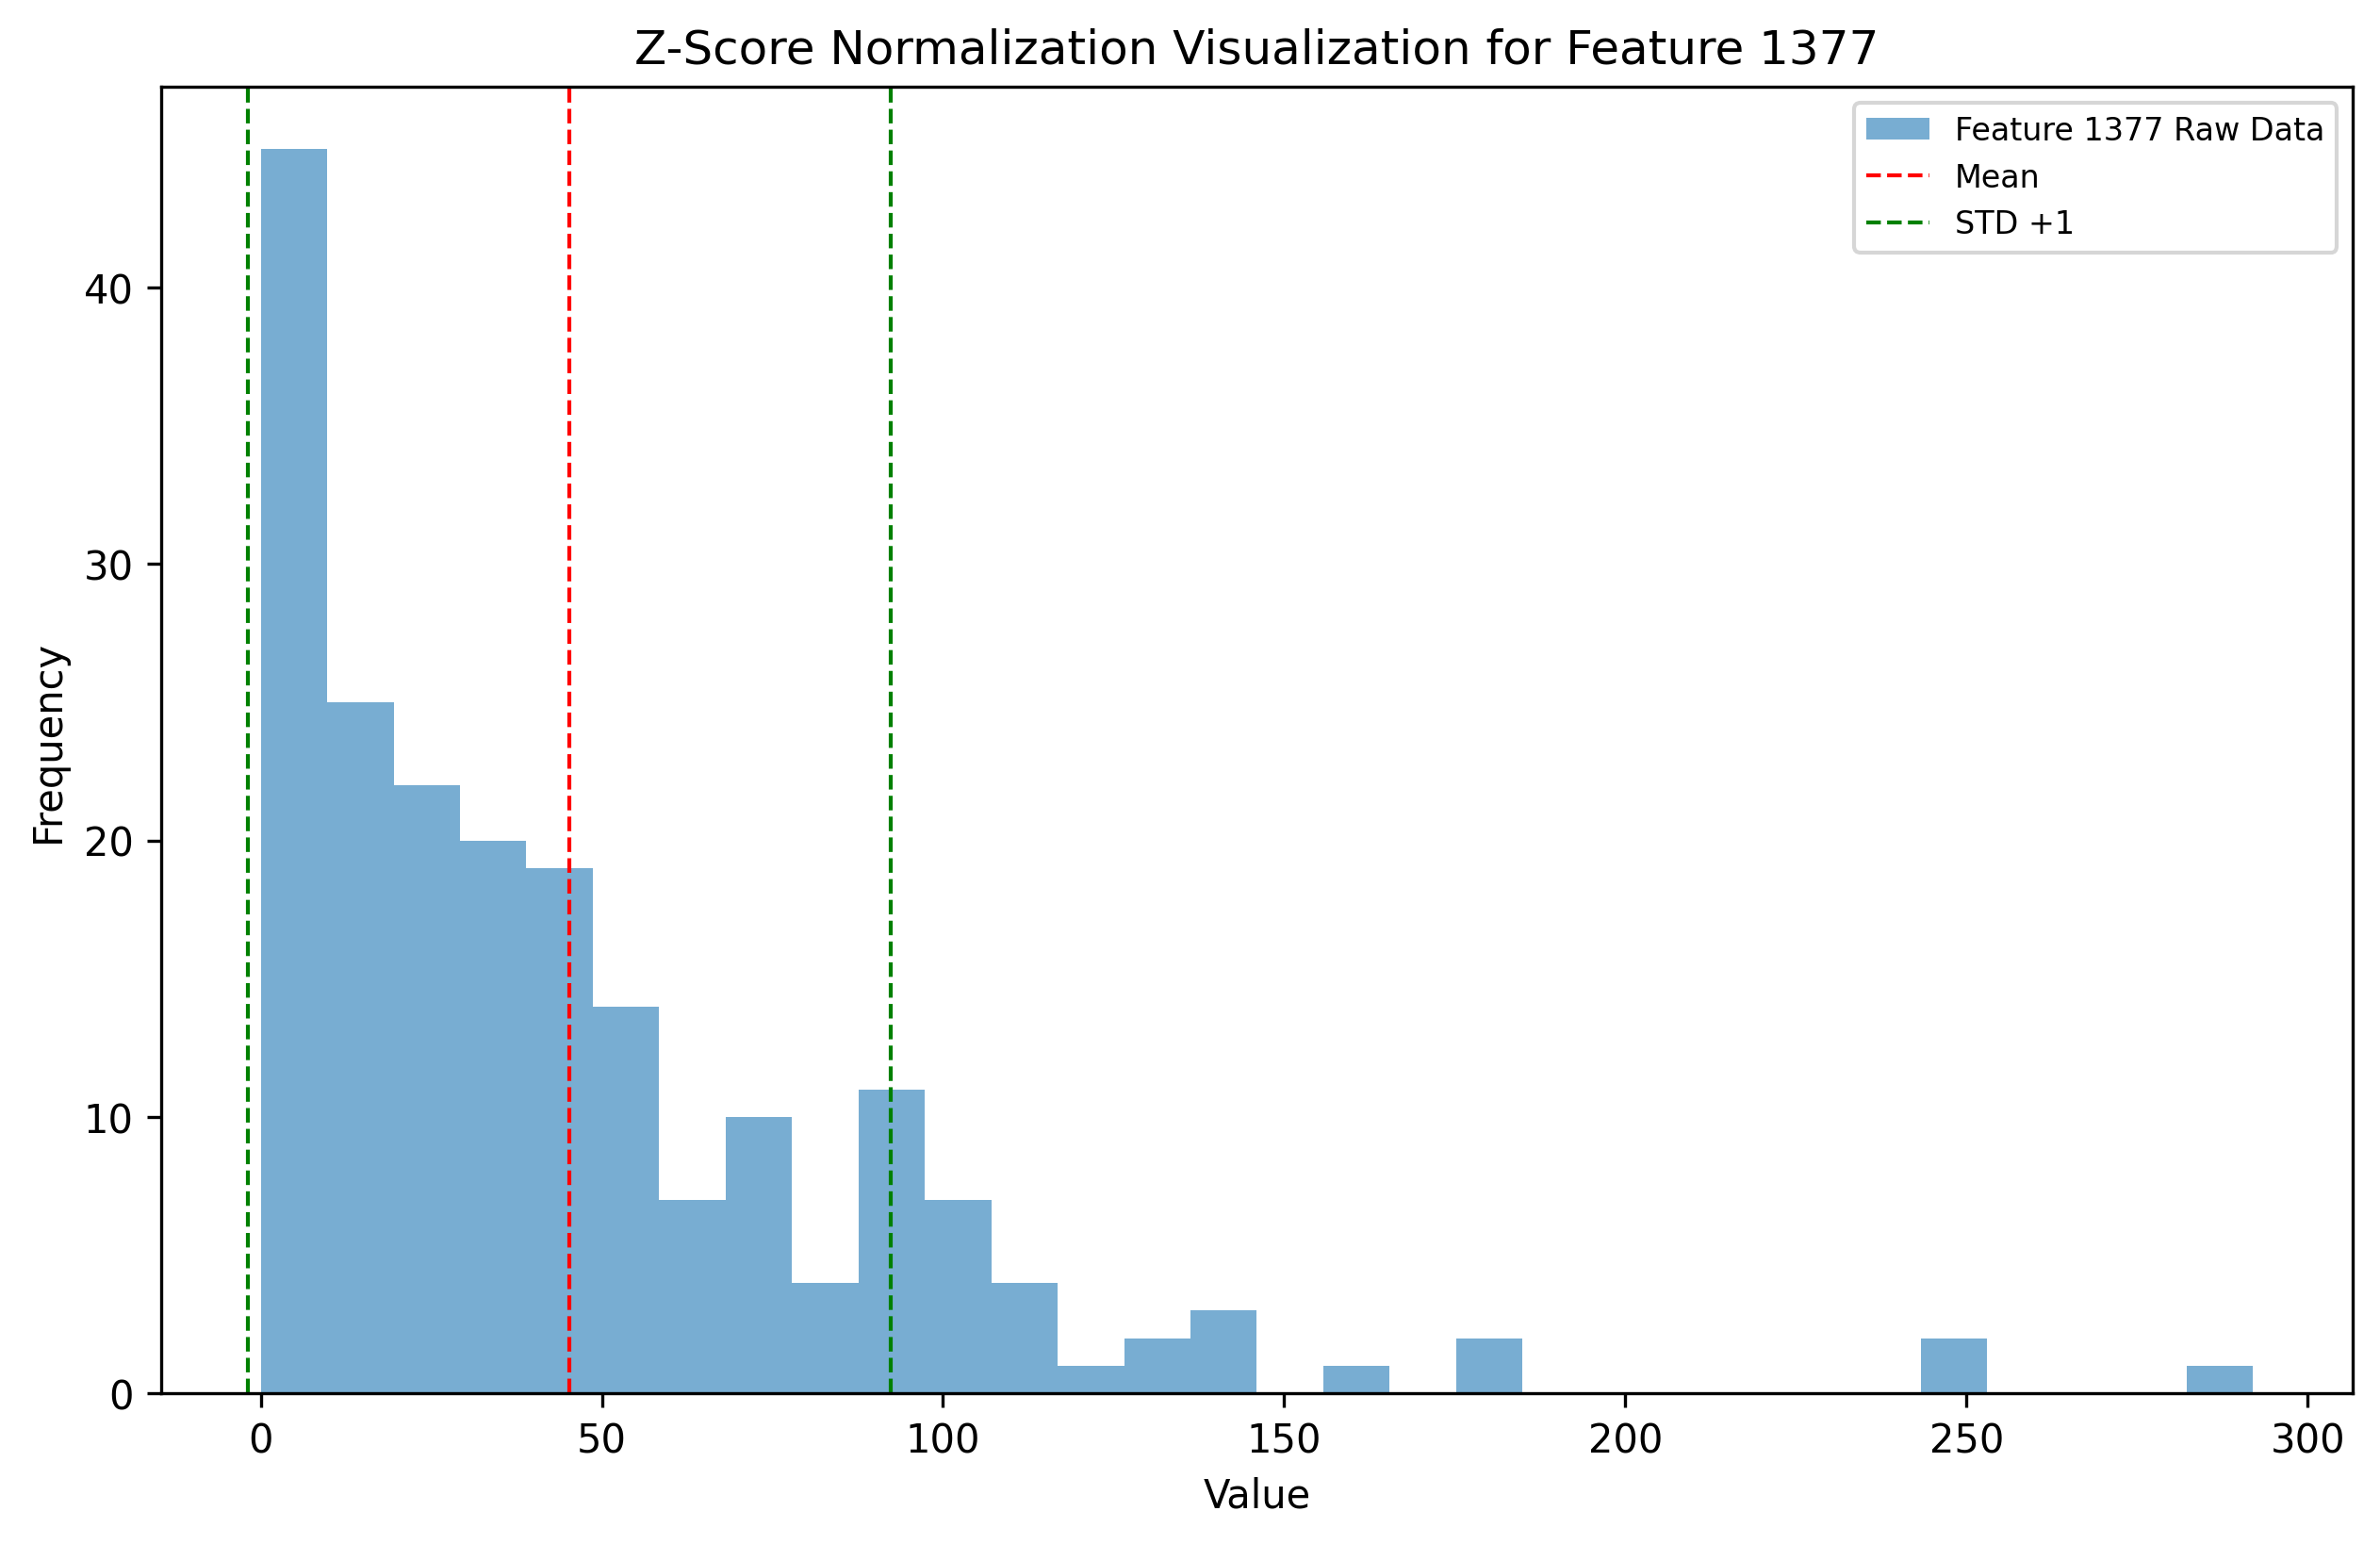 Z-Score Normalization Visualization for Feature 1377
Feature 1377 Raw Data
Mean
STD +1
40
30
20
10
0
Frequency
0 50 100 150 200 250 300
Value